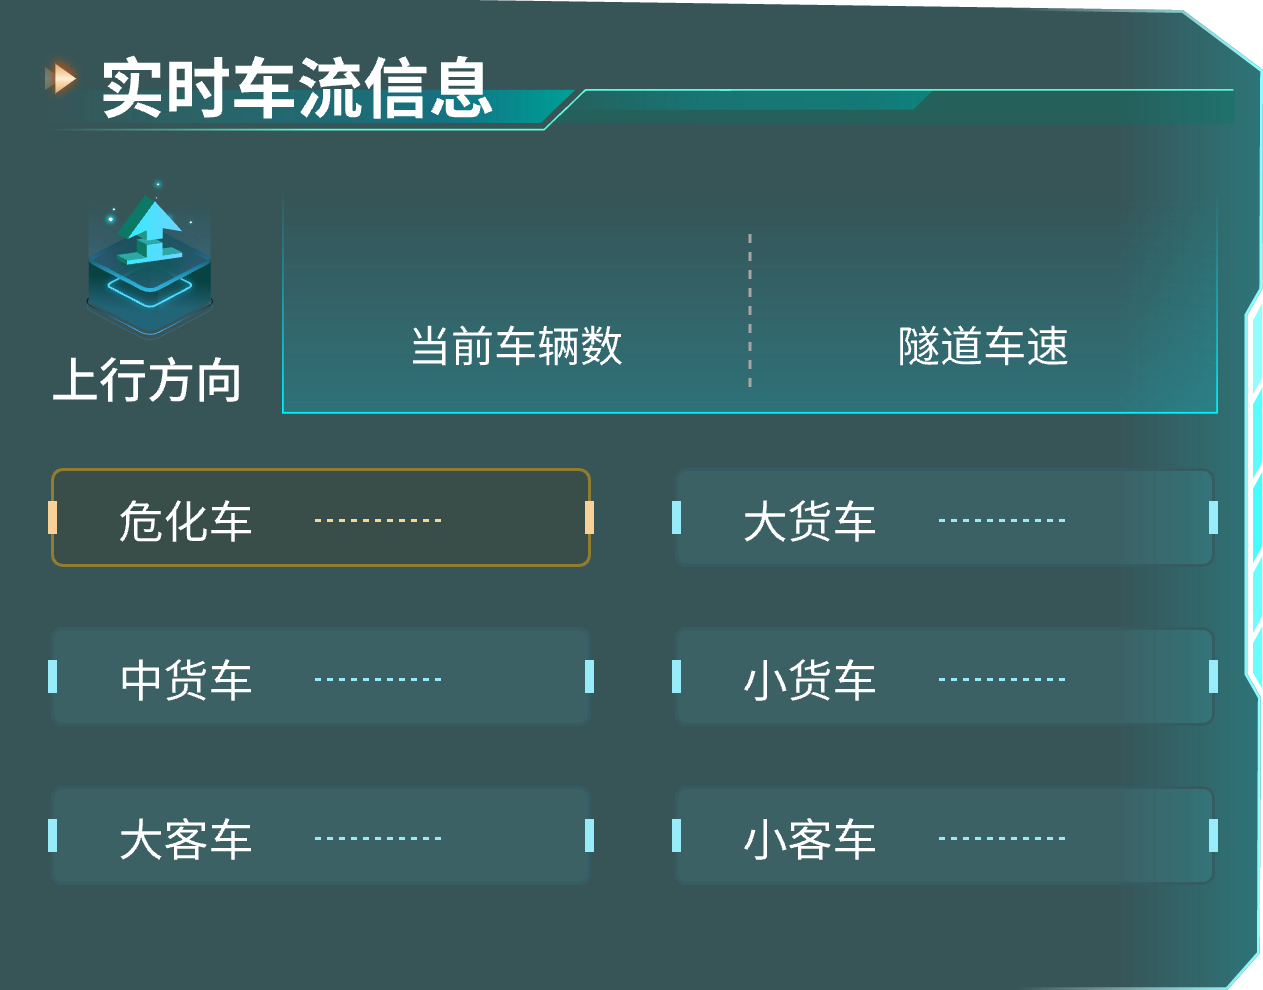 实时车流信息
当前车辆数 隧道车速
上行方向
危化车 大货车
中货车 小货车
大客车 小客车